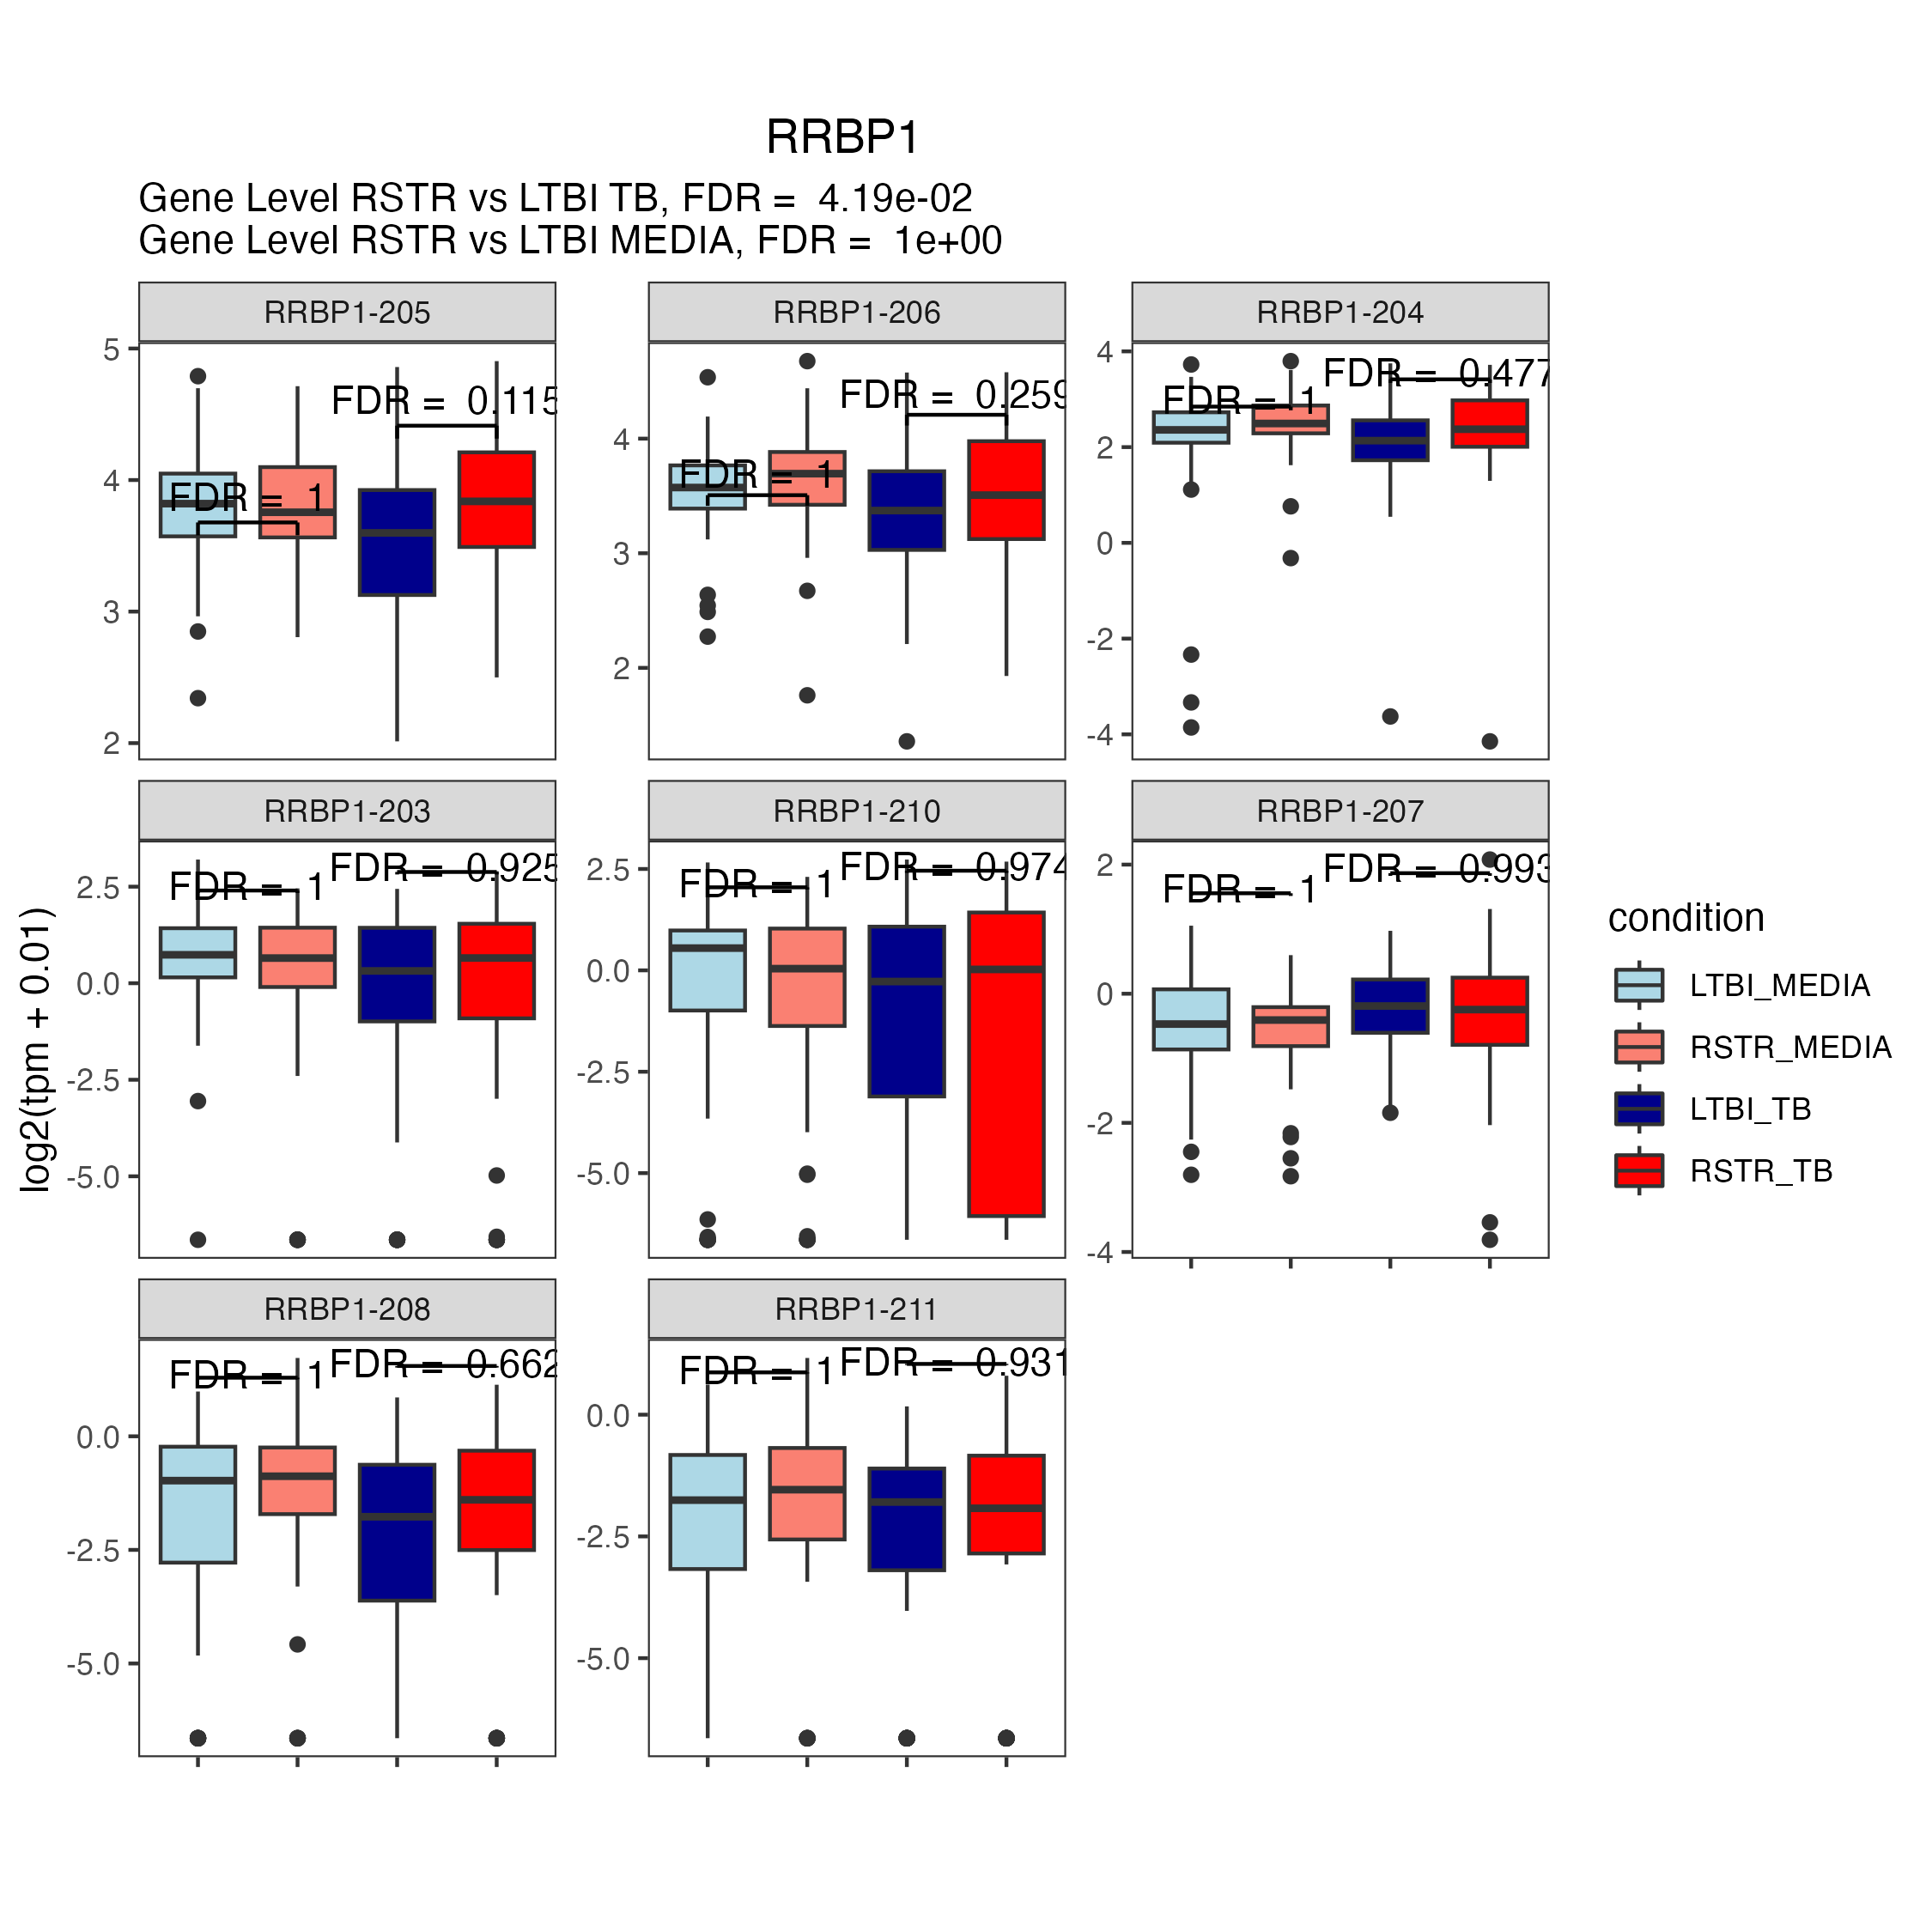 RRBP1
Gene Level RSTR vs LTBI TB, FDR =  4.19e-02
Gene Level RSTR vs LTBI MEDIA, FDR =  1e+00
RRBP1-205
RRBP1-206
RRBP1-204
5
4
3
2
FDR =  1
FDR =  0.115
4
3
2
FDR =  1
FDR =  0.259
4
2
0
-2
-4
FDR =  1
FDR =  0.477
RRBP1-203
RRBP1-210
RRBP1-207
2.5
0.0
-2.5
-5.0
FDR =  1
FDR =  0.925
2.5
0.0
-2.5
-5.0
FDR =  1
FDR =  0.974
2
0
-2
-4
FDR =  1
FDR =  0.993
RRBP1-208
RRBP1-211
0.0
-2.5
-5.0
FDR =  1
FDR =  0.662
0.0
-2.5
-5.0
FDR =  1
FDR =  0.931
log2(tpm + 0.01)
condition
LTBI_MEDIA
RSTR_MEDIA
LTBI_TB
RSTR_TB